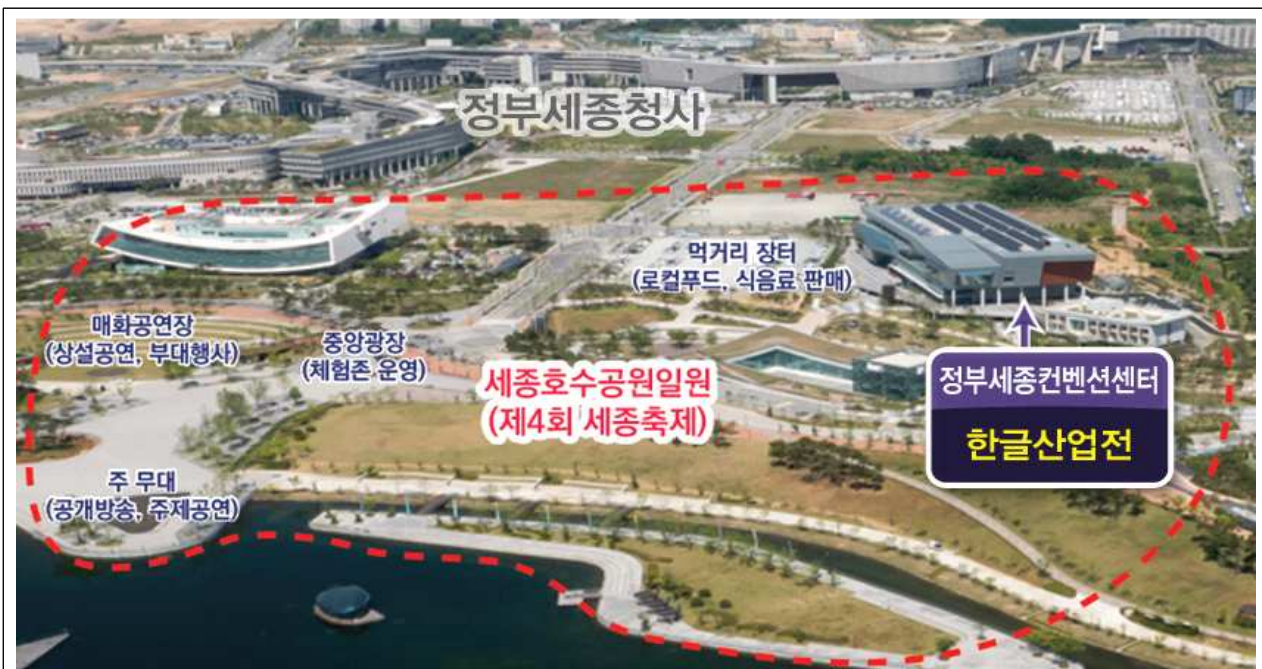 정부세종청사
먹거리 장터
(로컬푸드, 식음료 판매)
매화공연장
(상설공연, 부대행사)
중앙광장
(체험존 운영)
세종호수공원일원
(제4회 세종축제)
정부세종컨벤션센터
한글산업전
주 무대
(공개방송, 주제공연)